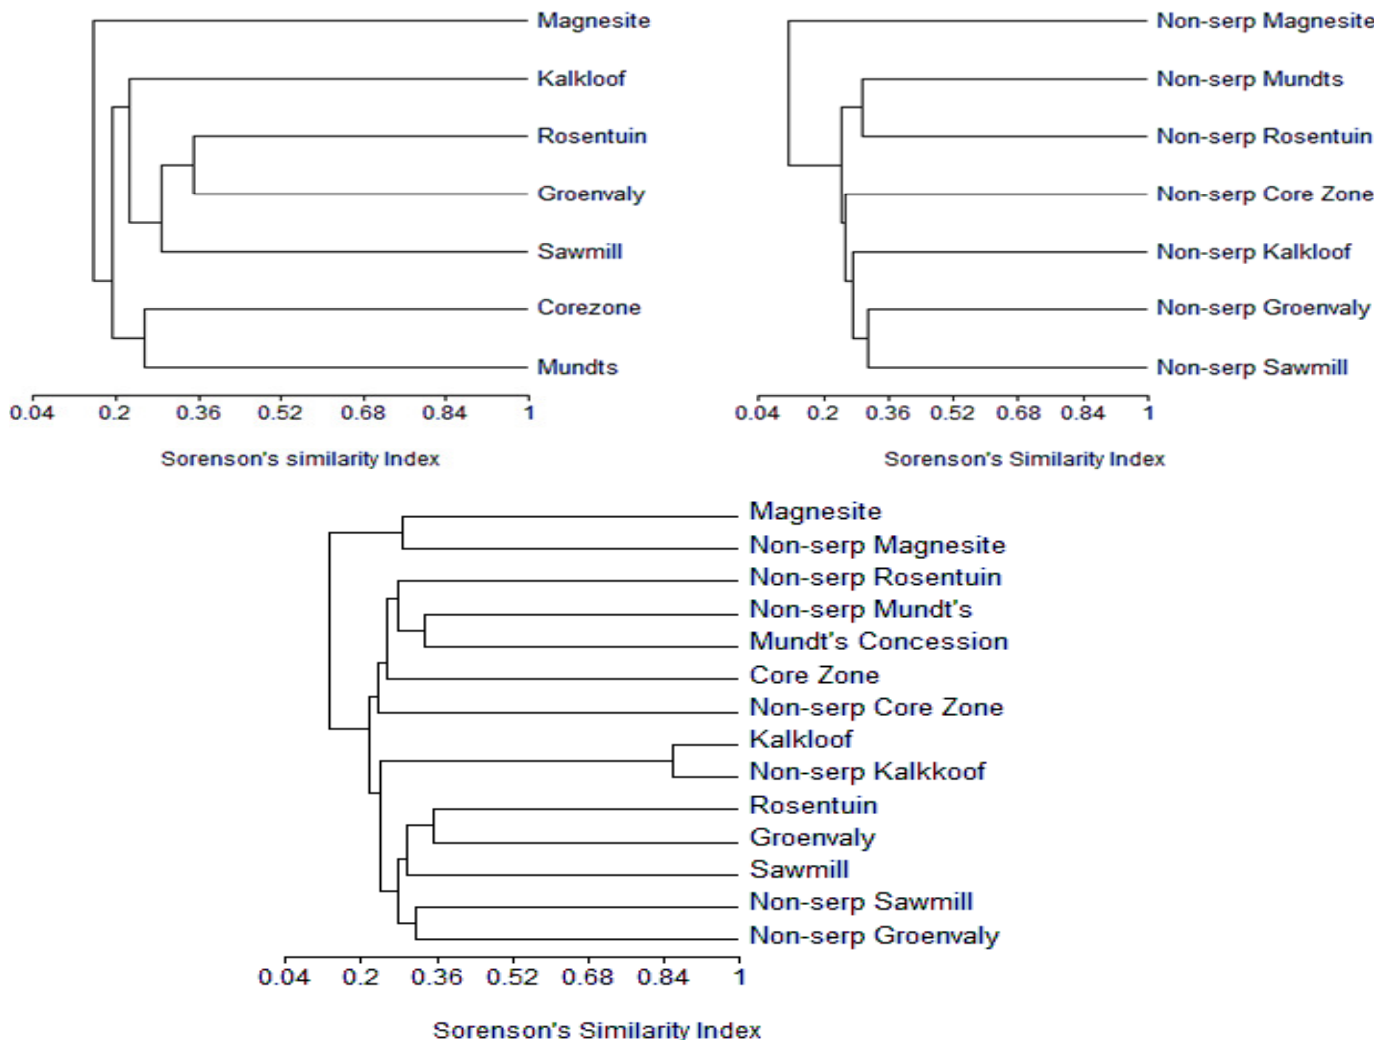 Magnesite
Kalkloof
Rosentuin
Groenvaly
Sawmill
Corezone
Mundts
0.04 0.2 0.36 0.52 0.68 0.84 1
Sorenson's similarity Index
Non-serp Magnesite
Non-serp Mundts
Non-serp Rosentuin
Non-serp Core Zone
Non-serp Kalkloof
Non-serp Groenvaly
Non-serp Sawmill
0.04 0.2 0.36 0.52 0.68 0.84 1
Sorenson's Similarity Index
Magnesite
Non-serp Magnesite
Non-serp Rosentuin
Non-serp Mundt's
Mundt's Concession
Core Zone
Non-serp Core Zone
Kalkloof
Non-serp Kalkkoof
Rosentuin
Groenvaly
Sawmill
Non-serp Sawmill
Non-serp Groenvaly
0.04 0.2 0.36 0.52 0.68 0.84 1
Sorenson's Similarity Index